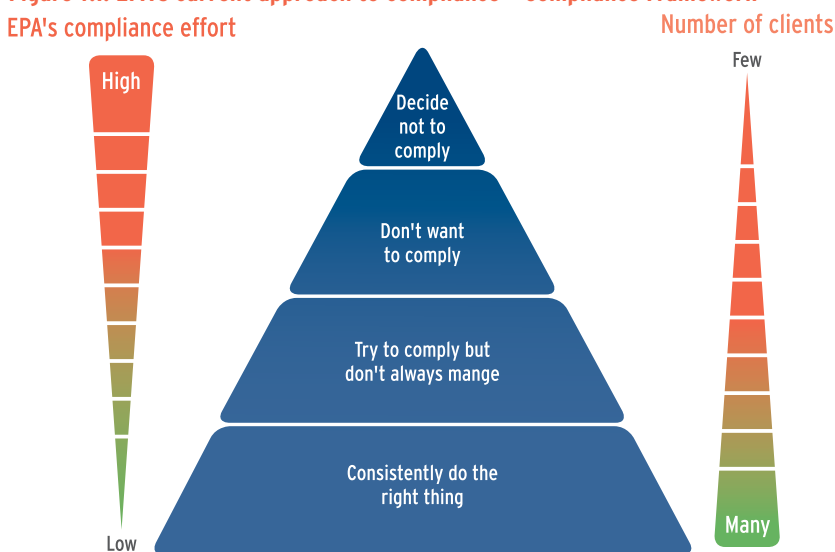 EPA's compliance effort
Number of clients
High
Few
Decide
not to
comply
Don't want
to comply
Try to comply but
don't always mange
Consistently do the
right thing
Low
Many